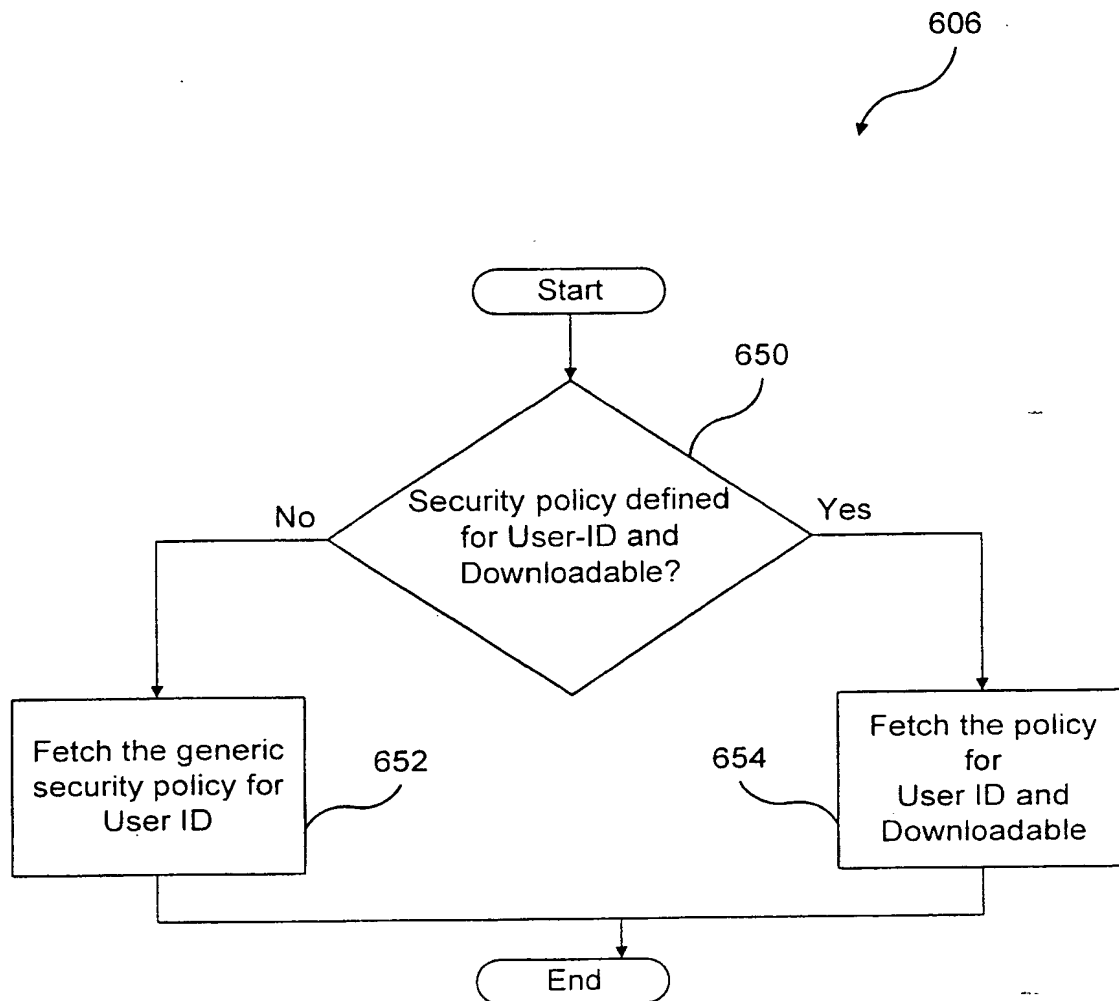 606
Start
650
Security policy defined
for User-ID and
Downloadable?
No
Yes
Fetch the generic
security policy for
User ID
652
654
Fetch the policy
for
User ID and
Downloadable
End